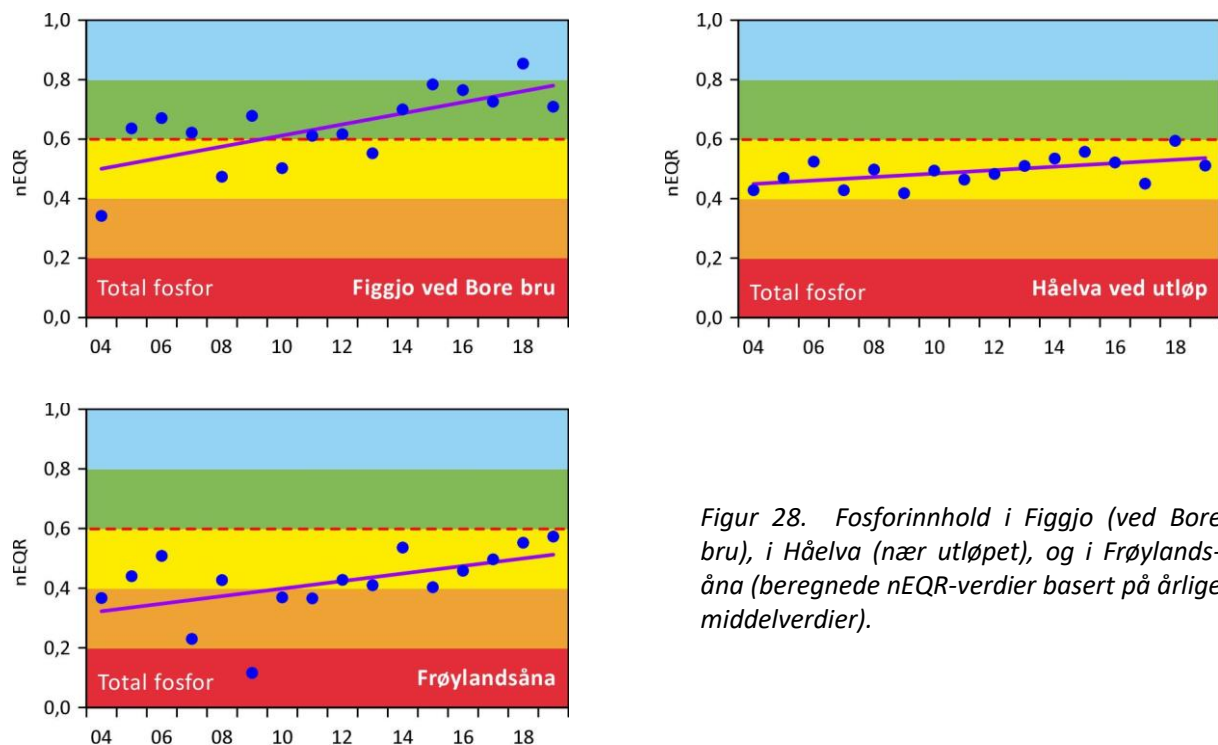 1,0
0,8
0,6
0,4
0,2
0,0
nEQR
Total fosfor
Figgjo ved Bore bru
04 06 08 10 12 14 16 18
1,0
0,8
0,6
0,4
0,2
0,0
nEQR
Total fosfor
Håelva ved utløp
04 06 08 10 12 14 16 18
1,0
0,8
0,6
0,4
0,2
0,0
nEQR
Total fosfor
Frøylandsåna
04 06 08 10 12 14 16 18
Figur 28. Fosforinnhold i Figgjo (ved Bore
bru), i Håelva (nær utløpet), og i Frøylands-
åna (beregnede nEQR-verdier basert på årlige
middelverdier).